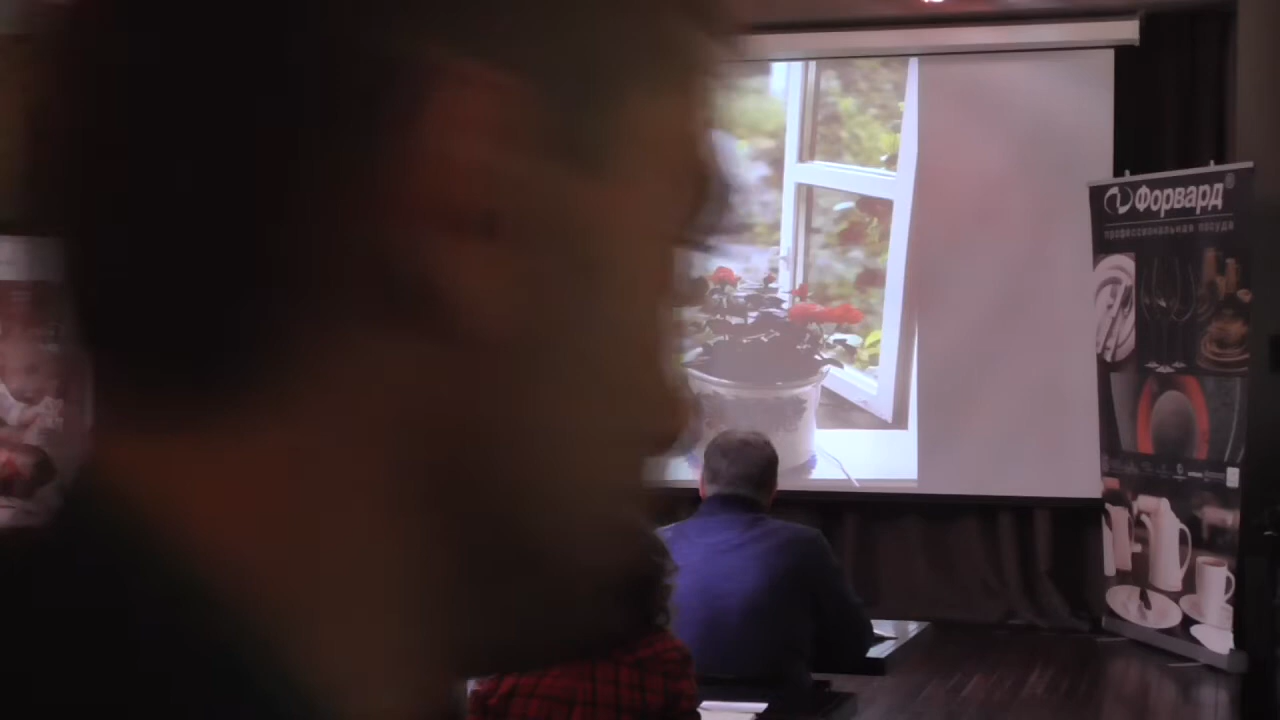 Форвард®
профессиональная посуда